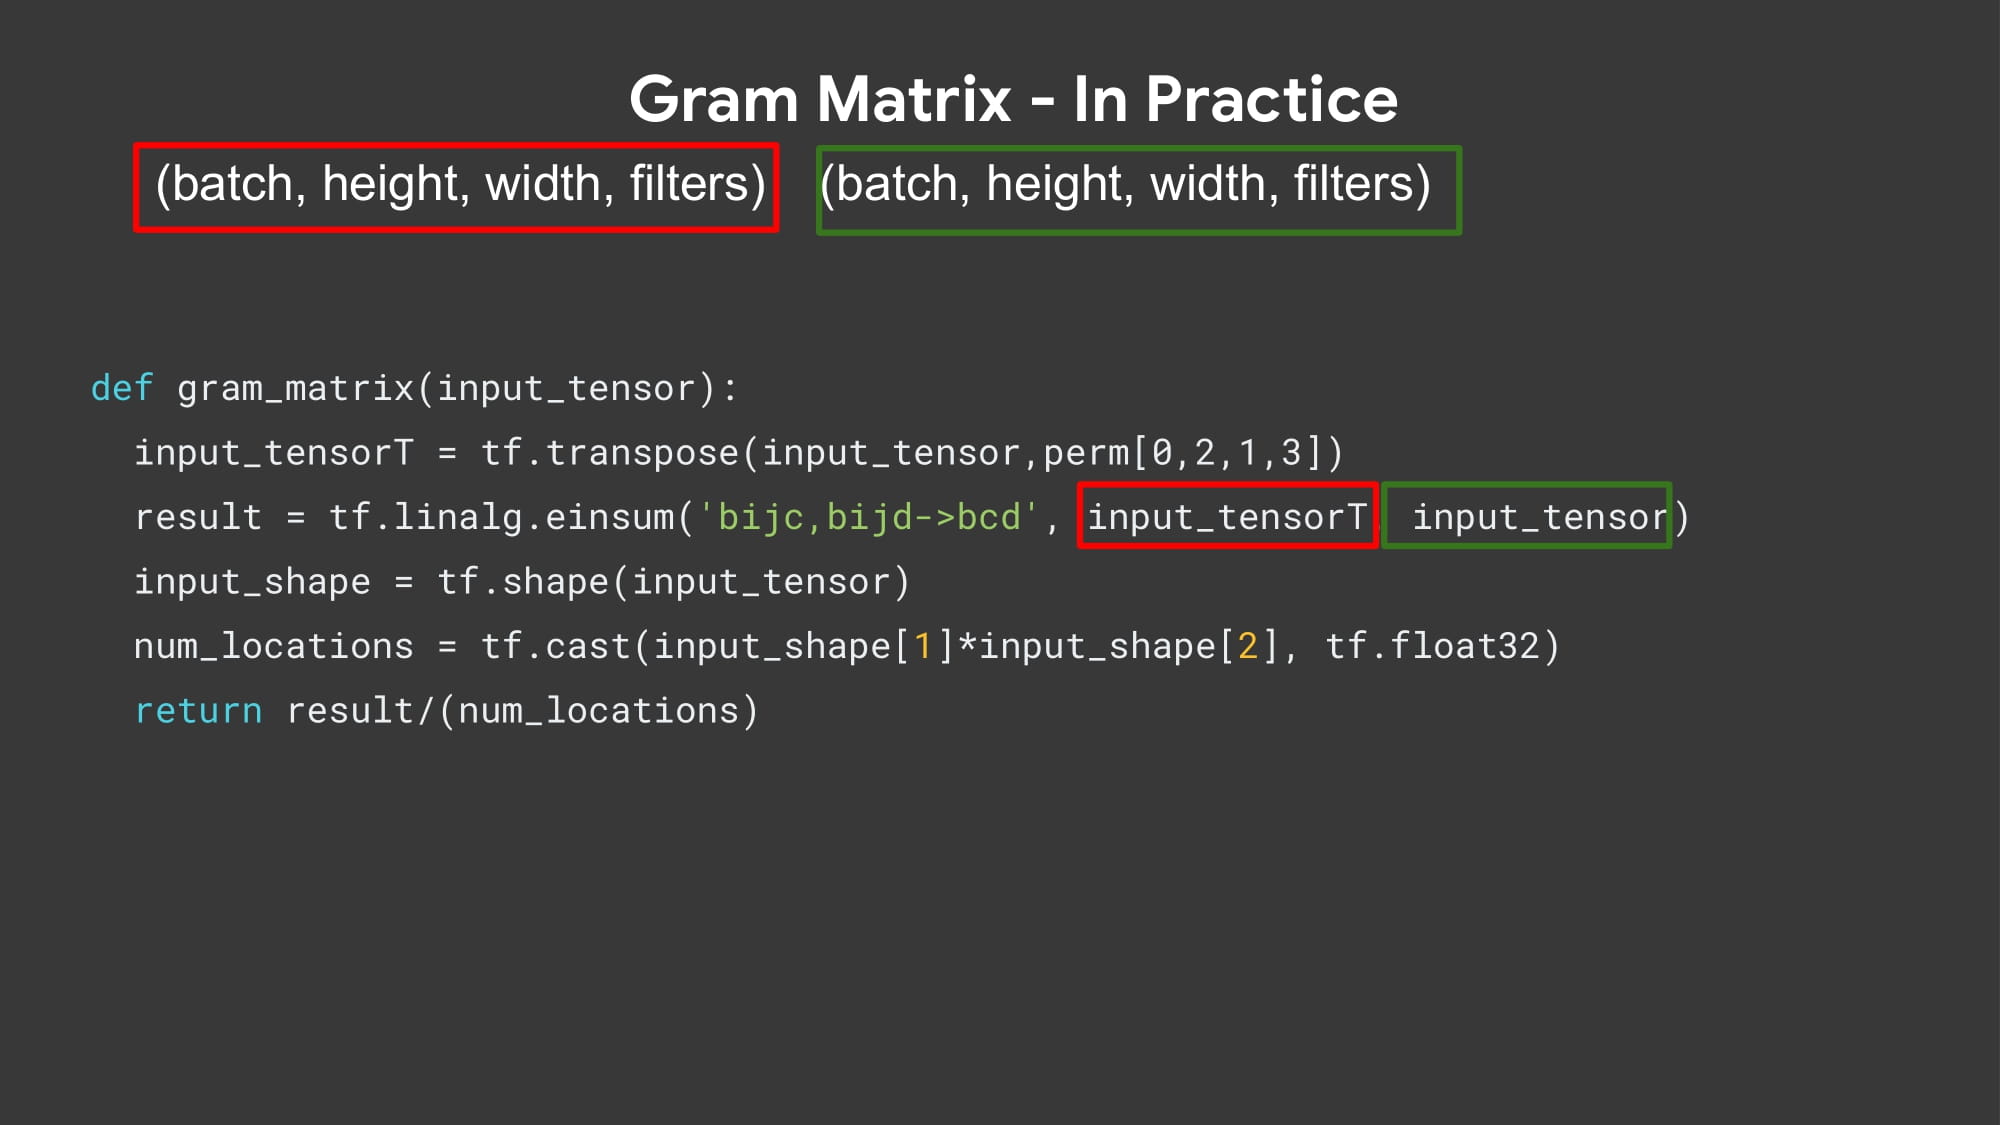 Gram Matrix - In Practice
(batch, height, width, filters) (batch, height, width, filters)
def gram_matrix(input_tensor):
input_tensorT = tf.transpose(input_tensor,perm[0,2,1,3])
result = tf.linalg.einsum('bijc,bijd->bcd', input_tensorT, input_tensor)
input_shape = tf.shape(input_tensor)
num_locations = tf.cast(input_shape[1]*input_shape[2], tf.float32)
return result/(num_locations)